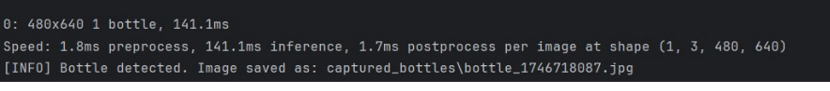 0: 480x640 1 bottle, 141.1ms
Speed: 1.8ms preprocess, 141.1ms inference, 1.7ms postprocess per image at shape (1, 3, 480, 640)
[INFO] Bottle detected. Image saved as: captured_bottles\bottle_1746718087.jpg